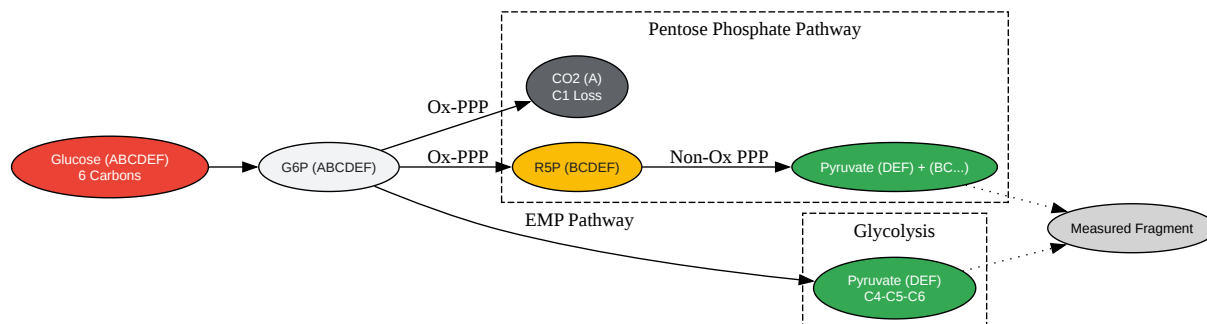 Pentose Phosphate Pathway
CO2 (A)
C1 Loss
Ox-PPP
Glucose (ABCDEF)
6 Carbons
G6P (ABCDEF)
Ox-PPP
R5P (BCDEF)
Non-Ox PPP
Pyruvate (DEF) + (BC...)
EMP Pathway
Glycolysis
Pyruvate (DEF)
C4-C5-C6
Measured Fragment